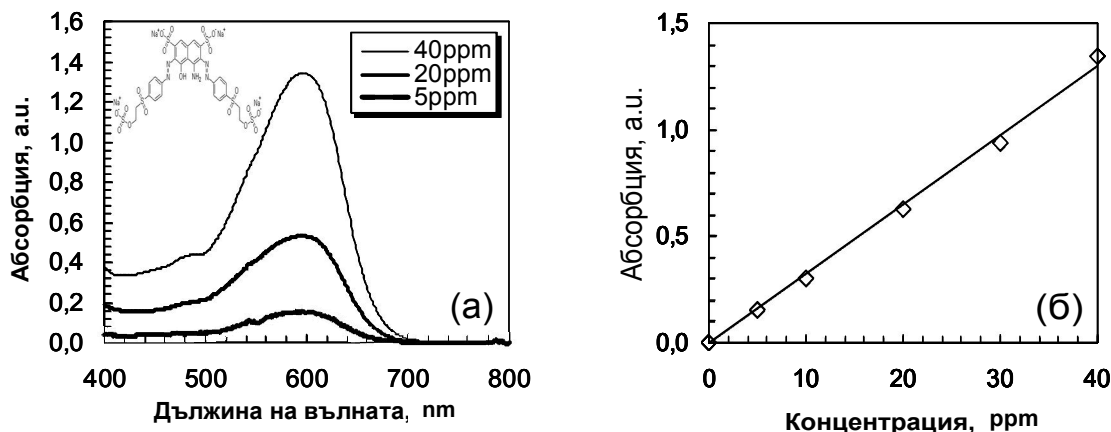 1,6
1,4
1,2
1,0
0,8
0,6
0,4
0,2
0,0
Абсорбция, a.u.
400 500 600 700 800
Дължина на вълната, nm
40ppm
20ppm
5ppm
(а)
1,5
1,0
0,5
0,0
Абсорбция, a.u.
0 10 20 30 40
Концентрация, ppm
(б)